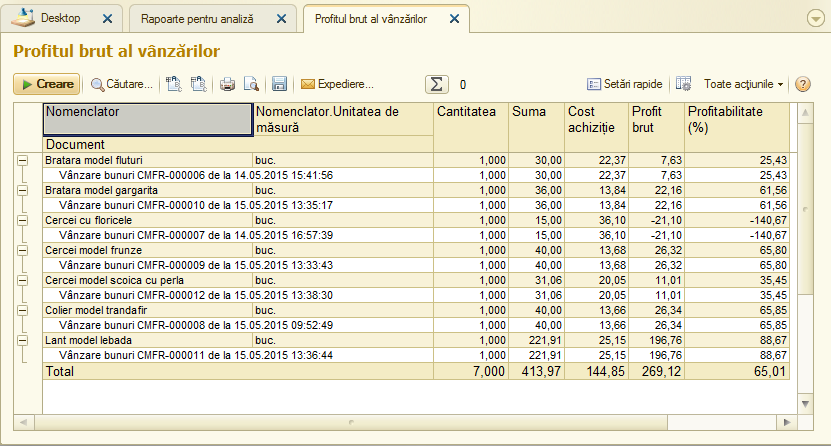 Desktop Rapoarte pentru analiză Profitul brut al vânzărilor
Profitul brut al vânzărilor
Creare Căutare... Expediere... Σ 0 Setări rapide Toate acţiunile ?
Nomenclator Nomenclator.Unitatea de măsură Cantitatea Suma Cost achiziţie Profit brut Profitabilitate (%)
Document
Bratara model fluturi buc. 1,000 30,00 22,37 7,63 25,43
Vânzare bunuri CMFR-000006 de la 14.05.2015 15:41:56 1,000 30,00 22,37 7,63 25,43
Bratara model gargarita buc. 1,000 36,00 13,84 22,16 61,56
Vânzare bunuri CMFR-000010 de la 15.05.2015 13:35:17 1,000 36,00 13,84 22,16 61,56
Cercei cu floricele buc. 1,000 15,00 36,10 -21,10 -140,67
Vânzare bunuri CMFR-000007 de la 14.05.2015 16:57:39 1,000 15,00 36,10 -21,10 -140,67
Cercei model frunze buc. 1,000 40,00 13,68 26,32 65,80
Vânzare bunuri CMFR-000009 de la 15.05.2015 13:33:43 1,000 40,00 13,68 26,32 65,80
Cercei model scoica cu perla buc. 1,000 31,06 20,05 11,01 35,45
Vânzare bunuri CMFR-000012 de la 15.05.2015 13:38:30 1,000 31,06 20,05 11,01 35,45
Colier model trandafir buc. 1,000 40,00 13,66 26,34 65,85
Vânzare bunuri CMFR-000008 de la 15.05.2015 09:52:49 1,000 40,00 13,66 26,34 65,85
Lant model lebada buc. 1,000 221,91 25,15 196,76 88,67
Vânzare bunuri CMFR-000011 de la 15.05.2015 13:36:44 1,000 221,91 25,15 196,76 88,67
Total 7,000 413,97 144,85 269,12 65,01